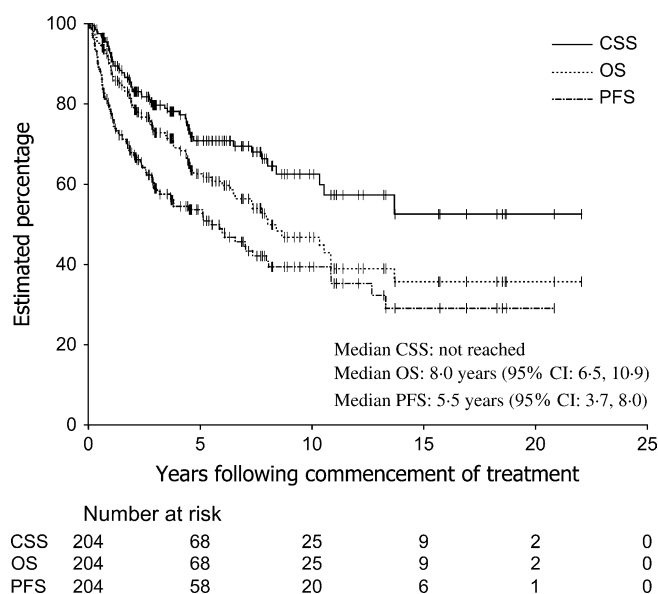 100
80
60
40
20
0
Estimated percentage
CSS
OS
PFS
Median CSS: not reached
Median OS: 8·0 years (95% CI: 6·5, 10·9)
Median PFS: 5·5 years (95% CI: 3·7, 8·0)
0 5 10 15 20 25
Years following commencement of treatment
Number at risk
CSS 204 68 25 9 2 0
OS 204 68 25 9 2 0
PFS 204 58 20 6 1 0